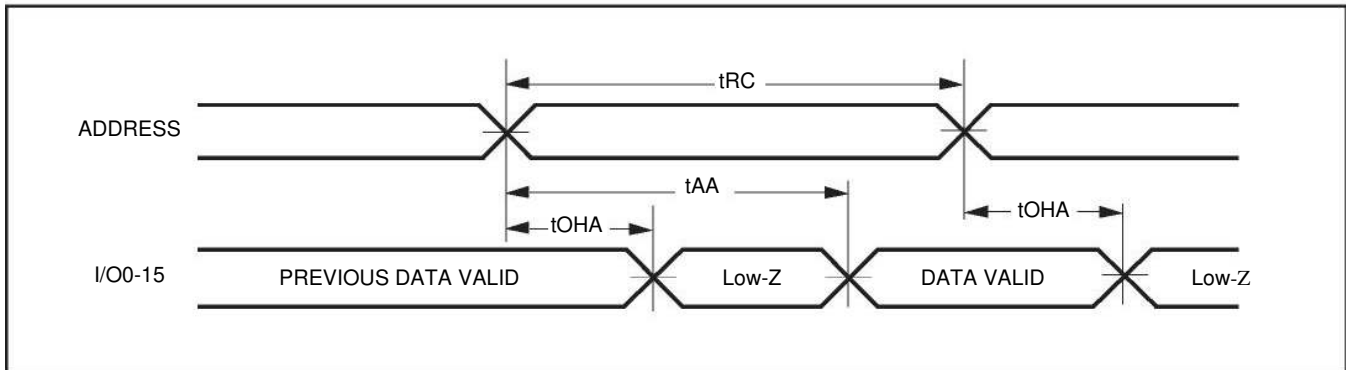 tRC
ADDRESS
tAA
tOHA
tOHA
I/O0-15
PREVIOUS DATA VALID
Low-Z
DATA VALID
Low-Z